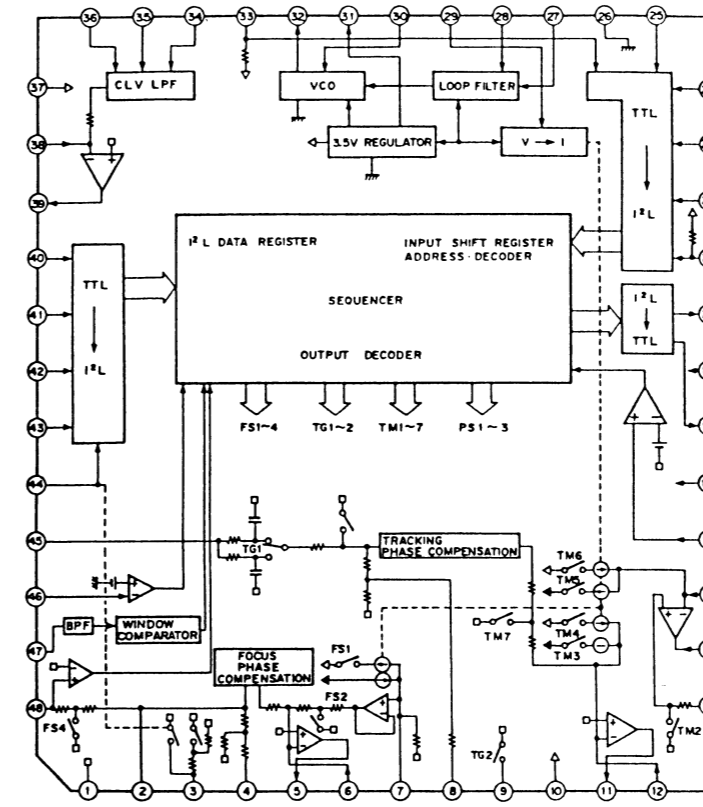 36 35 34 33 32 31 30 29 28 27 26 25
37
CLV LPF
VCO
LOOP FILTER
TTL
I²L
38
3.5V REGULATOR
V → I
39
I²L DATA REGISTER
INPUT SHIFT REGISTER
ADDRESS·DECODER
40
TTL
I²L
SEQUENCER
I²L
TTL
41
OUTPUT DECODER
42
43
FS1~4
TG1~2
TM1~7
PS1~3
44
45
TG1
TRACKING
PHASE COMPENSATION
TM6
TM5
46
BPF
WINDOW
COMPARATOR
TM7
TM4
TM3
47
FOCUS
PHASE
COMPENSATION
FS1
FS2
48
FS4
TG2
TM2
1 2 3 4 5 6 7 8 9 10 11 12